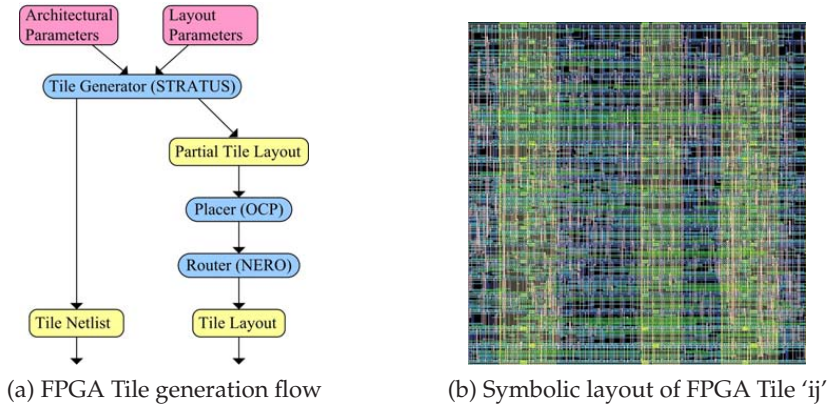 Architectural
Parameters
Layout
Parameters
Tile Generator (STRATUS)
Partial Tile Layout
Placer (OCP)
Router (NERO)
Tile Netlist
Tile Layout
(a) FPGA Tile generation flow
(b) Symbolic layout of FPGA Tile ‘ij’